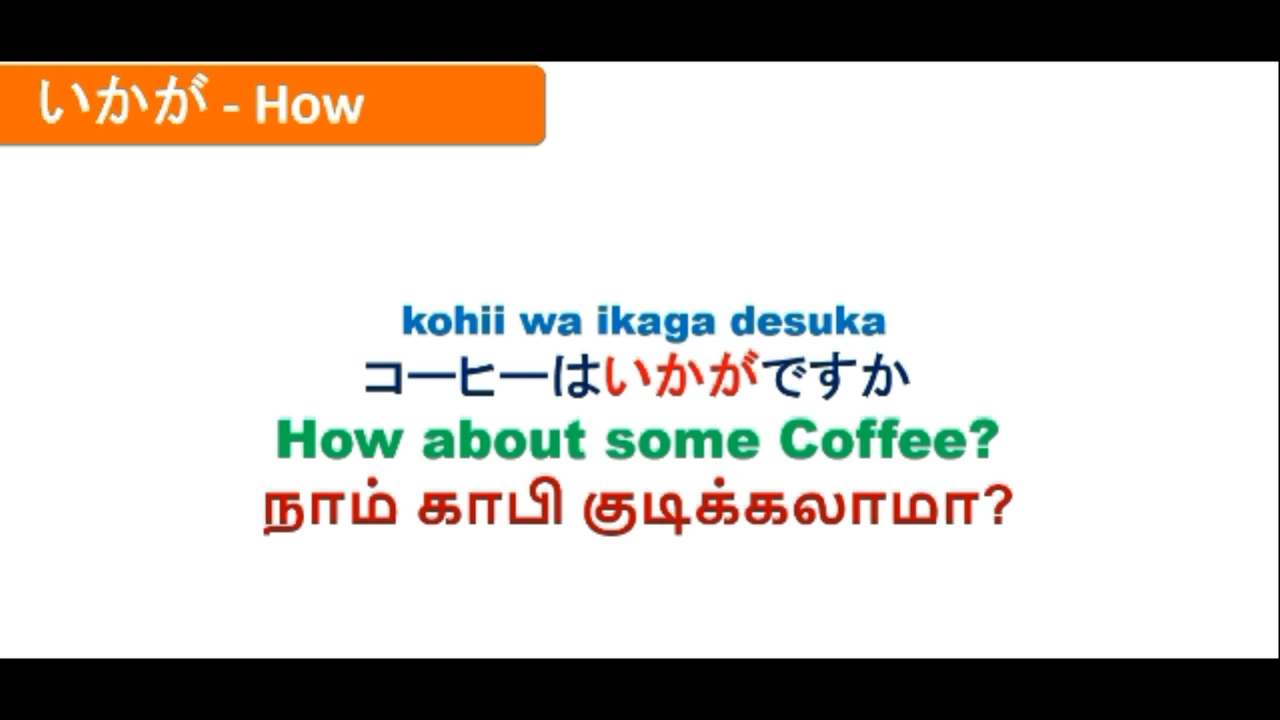 いかが - How
kohii wa ikaga desuka
コーヒーはいかがですか
How about some Coffee?
நாம் காபி குடிக்கலாமா?